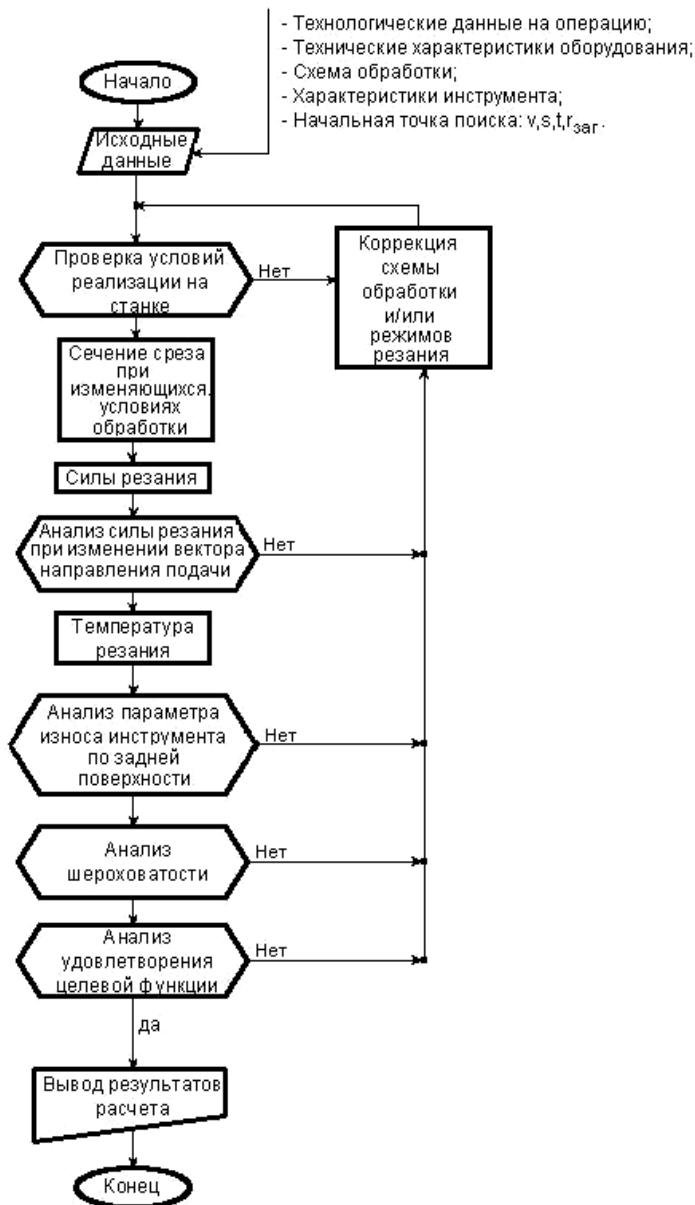 - Технологические данные на операцию;
- Технические характеристики оборудования;
- Схема обработки;
- Характеристики инструмента;
- Начальная точка поиска: v,s,t,rзаг.
Начало
Исходные
данные
Проверка условий
реализации на
станке
Нет
Коррекция
схемы
обработки
и/или
режимов
резания
Сечение среза
при
изменяющихся.
условиях
обработки
Силы резания
Анализ силы резания
при изменении вектора
направления подачи
Нет
Температура
резания
Анализ параметра
износа инструмента
по задней
поверхности
Нет
Анализ
шероховатости
Нет
Анализ
удовлетворения
целевой функции
Нет
да
Вывод результатов
расчета
Конец